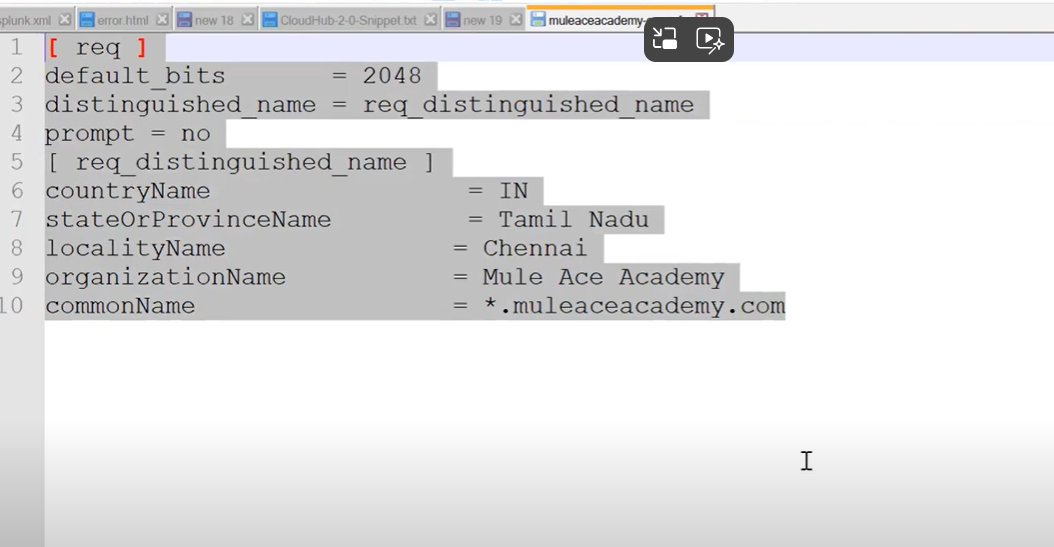 splunk.xml error.html new 18 CloudHub-2-0-Snippet.txt new 19 muleaceacademy-
1 [ req ]
2 default_bits = 2048
3 distinguished_name = req_distinguished_name
4 prompt = no
5 [ req_distinguished_name ]
6 countryName = IN
7 stateOrProvinceName = Tamil Nadu
8 localityName = Chennai
9 organizationName = Mule Ace Academy
10 commonName = *.muleaceacademy.com